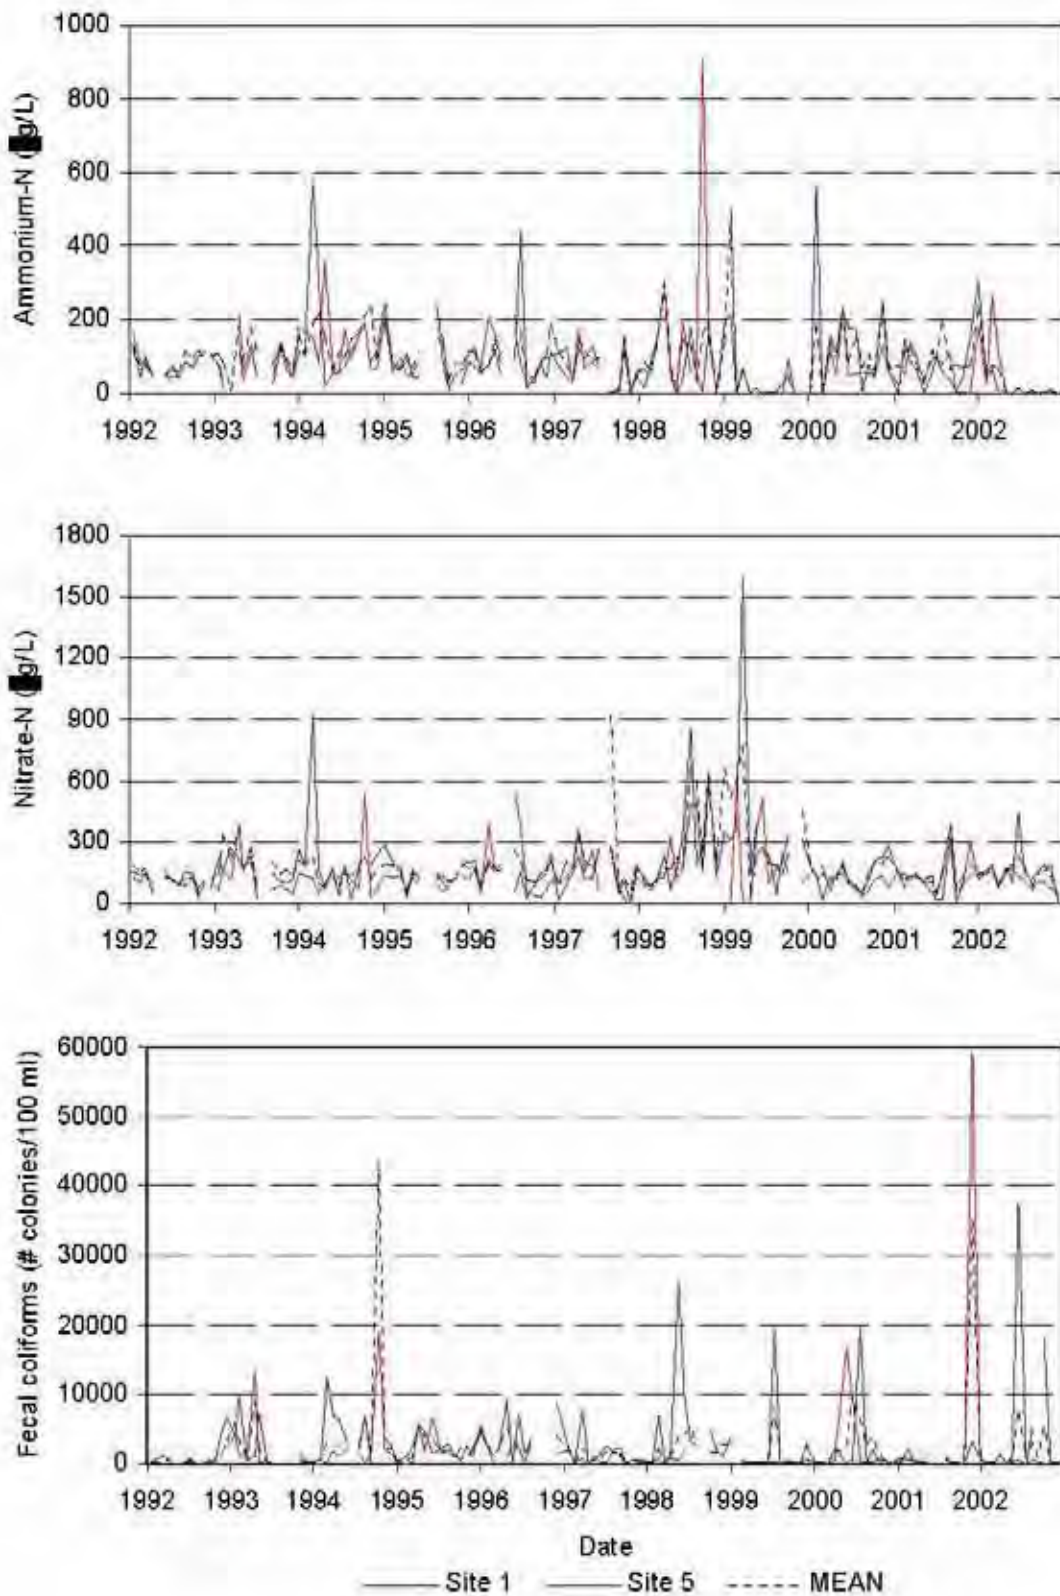 1000
800
600
400
200
0
Ammonium-N (█g/L)
1992 1993 1994 1995 1996 1997 1998 1999 2000 2001 2002
1800
1500
1200
900
600
300
0
Nitrate-N (█g/L)
1992 1993 1994 1995 1996 1997 1998 1999 2000 2001 2002
60000
50000
40000
30000
20000
10000
0
Fecal coliforms (# colonies/100 ml)
1992 1993 1994 1995 1996 1997 1998 1999 2000 2001 2002
Date
Site 1 Site 5 MEAN